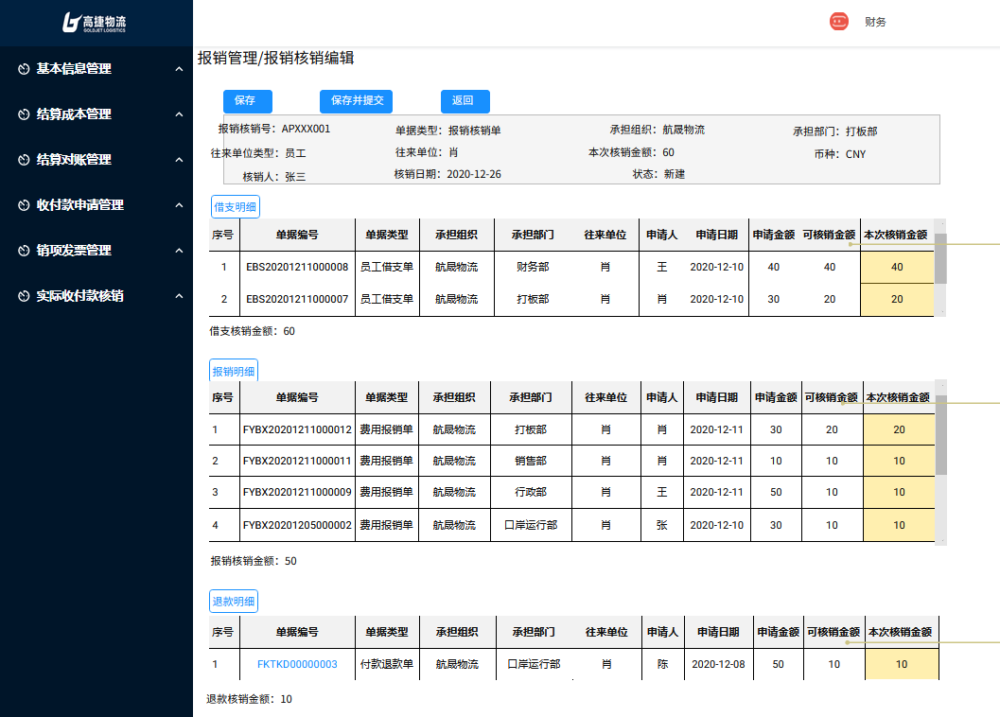 高捷物流
GOLDJET LOGISTICS
财务
基本信息管理
结算成本管理
结算对账管理
收付款申请管理
销项发票管理
实际收付款核销
报销管理/报销核销编辑
保存 保存并提交 返回
报销核销号：APXXX001 单据类型：报销核销单 承担组织：航晟物流 承担部门：打板部
往来单位类型：员工 往来单位：肖 本次核销金额：60 币种：CNY
核销人：张三 核销日期：2020-12-26 状态：新建
借支明细
序号 单据编号 单据类型 承担组织 承担部门 往来单位 申请人 申请日期 申请金额 可核销金额 本次核销金额
1 EBS20201211000008 员工借支单 航晟物流 财务部 肖 王 2020-12-10 40 40 40
2 EBS20201211000007 员工借支单 航晟物流 打板部 肖 肖 2020-12-10 30 20 20
借支核销金额：60
报销明细
序号 单据编号 单据类型 承担组织 承担部门 往来单位 申请人 申请日期 申请金额 可核销金额 本次核销金额
1 FYBX20201211000012 费用报销单 航晟物流 打板部 肖 肖 2020-12-11 30 20 20
2 FYBX20201211000011 费用报销单 航晟物流 销售部 肖 肖 2020-12-11 10 10 10
3 FYBX20201211000009 费用报销单 航晟物流 行政部 肖 王 2020-12-11 50 10 10
4 FYBX20201205000002 费用报销单 航晟物流 口岸运行部 肖 张 2020-12-10 30 10 10
报销核销金额：50
退款明细
序号 单据编号 单据类型 承担组织 承担部门 往来单位 申请人 申请日期 申请金额 可核销金额 本次核销金额
1 FKTKD00000003 付款退款单 航晟物流 口岸运行部 肖 陈 2020-12-08 50 10 10
退款核销金额：10